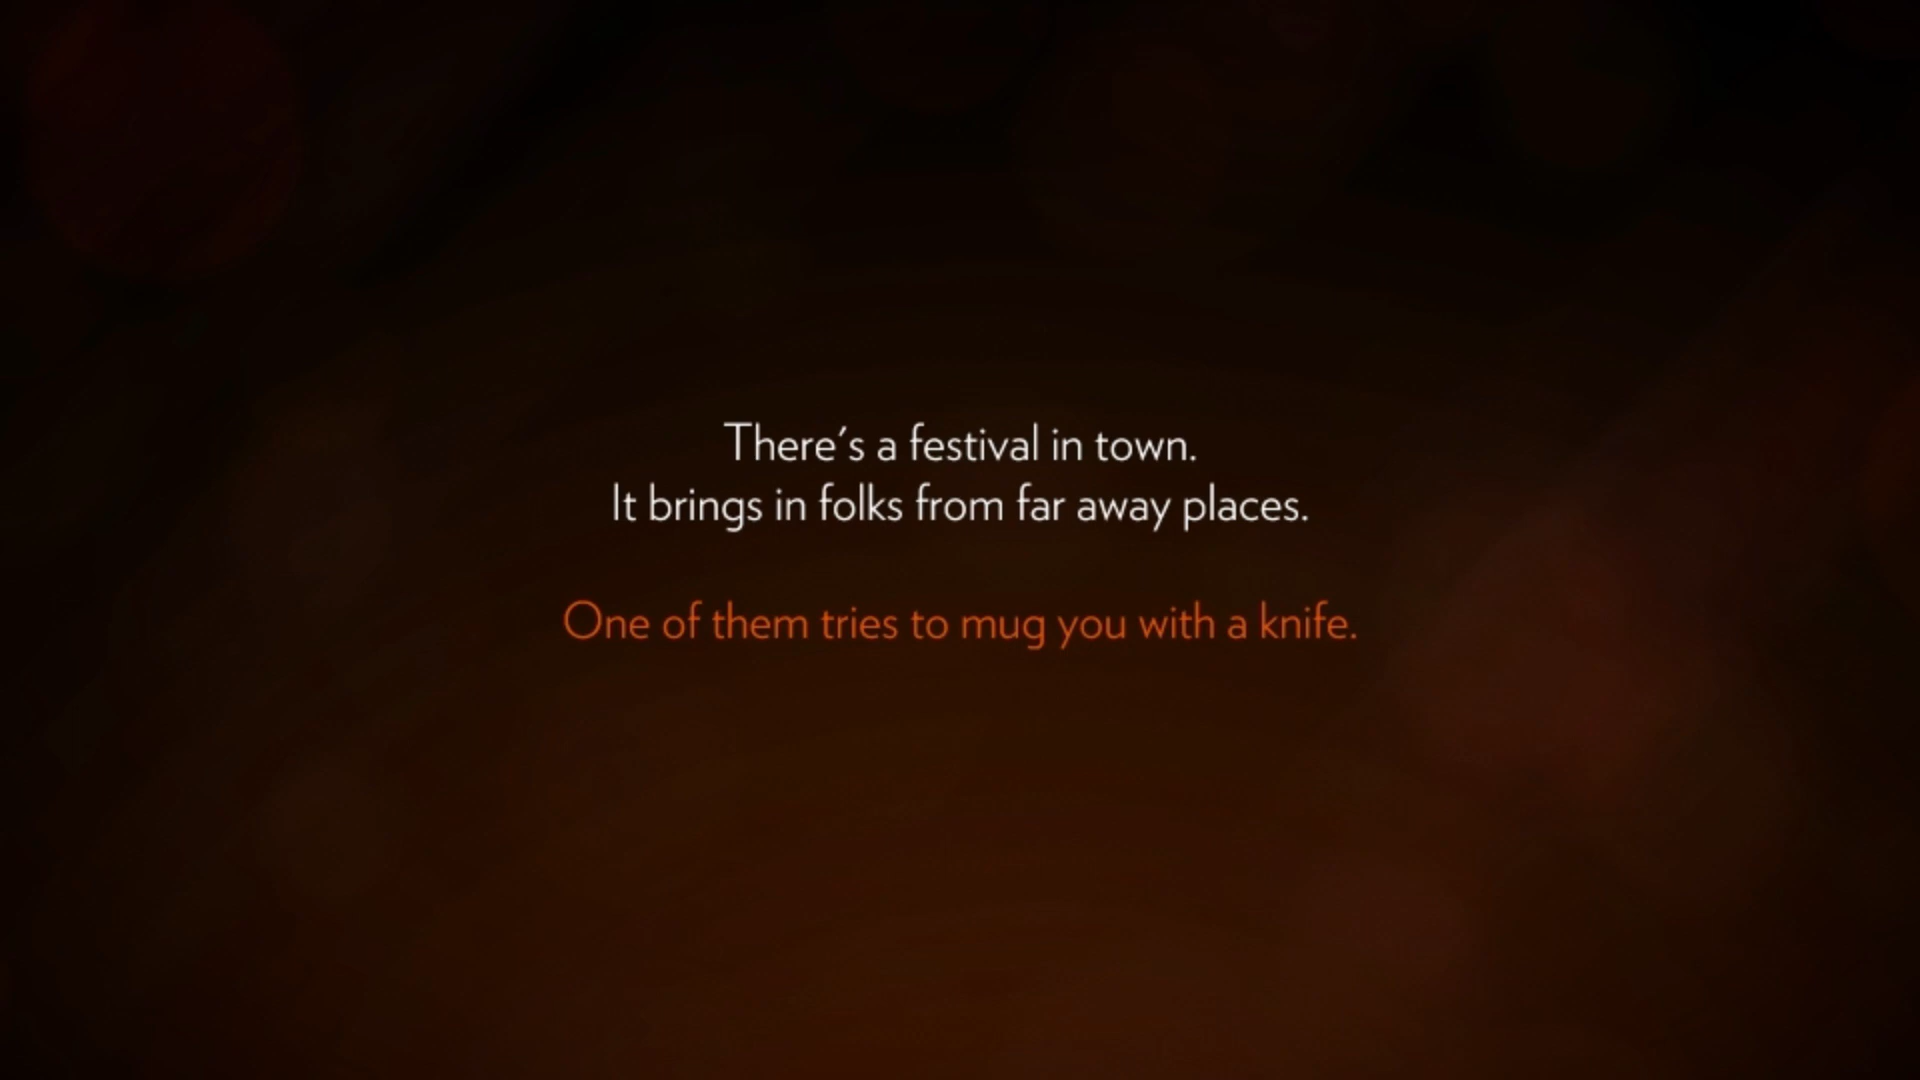 There's a festival in town.
It brings in folks from far away places.
One of them tries to mug you with a knife.